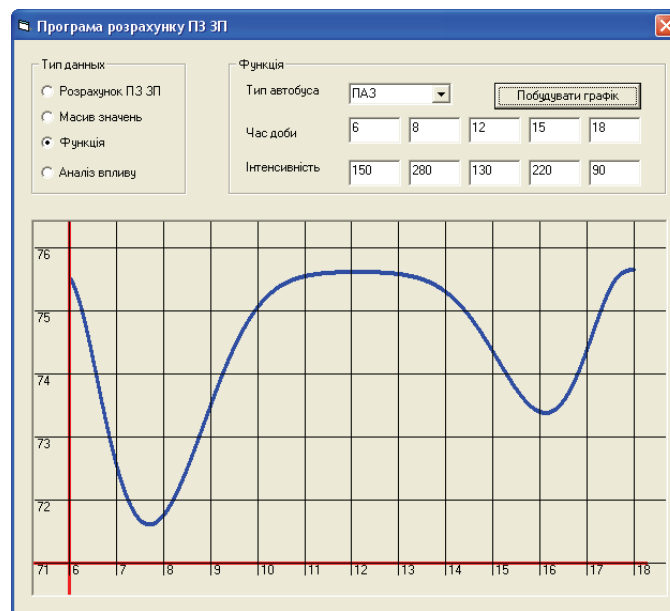 Програма розрахунку ПЗ ЗП
Тип данных
Розрахунок ПЗ ЗП
Масив значень
Функція
Аналіз впливу
Функція
Тип автобуса ПАЗ Побудувати графік
Час доби 6 8 12 15 18
Інтенсивність 150 280 130 220 90
76
75
74
73
72
71 6 7 8 9 10 11 12 13 14 15 16 17 18